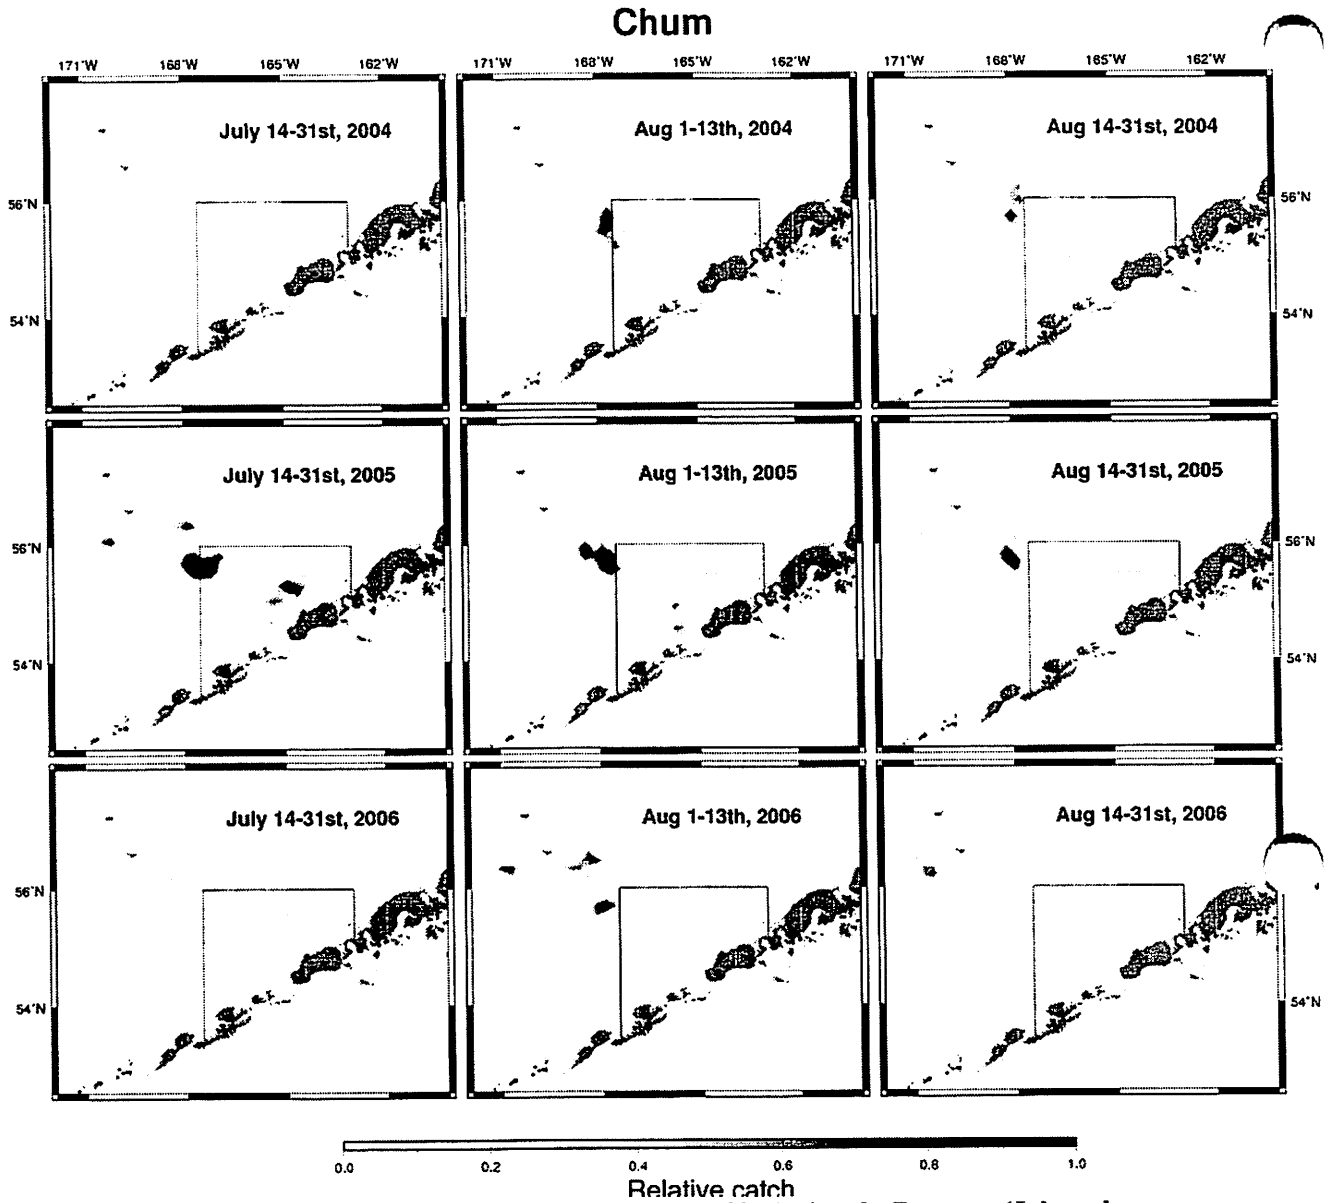 Chum
171°W 168°W 165°W 162°W 171°W 168°W 165°W 162°W 171°W 168°W 165°W 162°W
July 14-31st, 2004 Aug 1-13th, 2004 Aug 14-31st, 2004
56°N 56°N
54°N 54°N
July 14-31st, 2005 Aug 1-13th, 2005 Aug 14-31st, 2005
56°N 56°N
54°N 54°N
July 14-31st, 2006 Aug 1-13th, 2006 Aug 14-31st, 2006
56°N
54°N 54°N
0.0 0.2 0.4 0.6 0.8 1.0
Relative catch